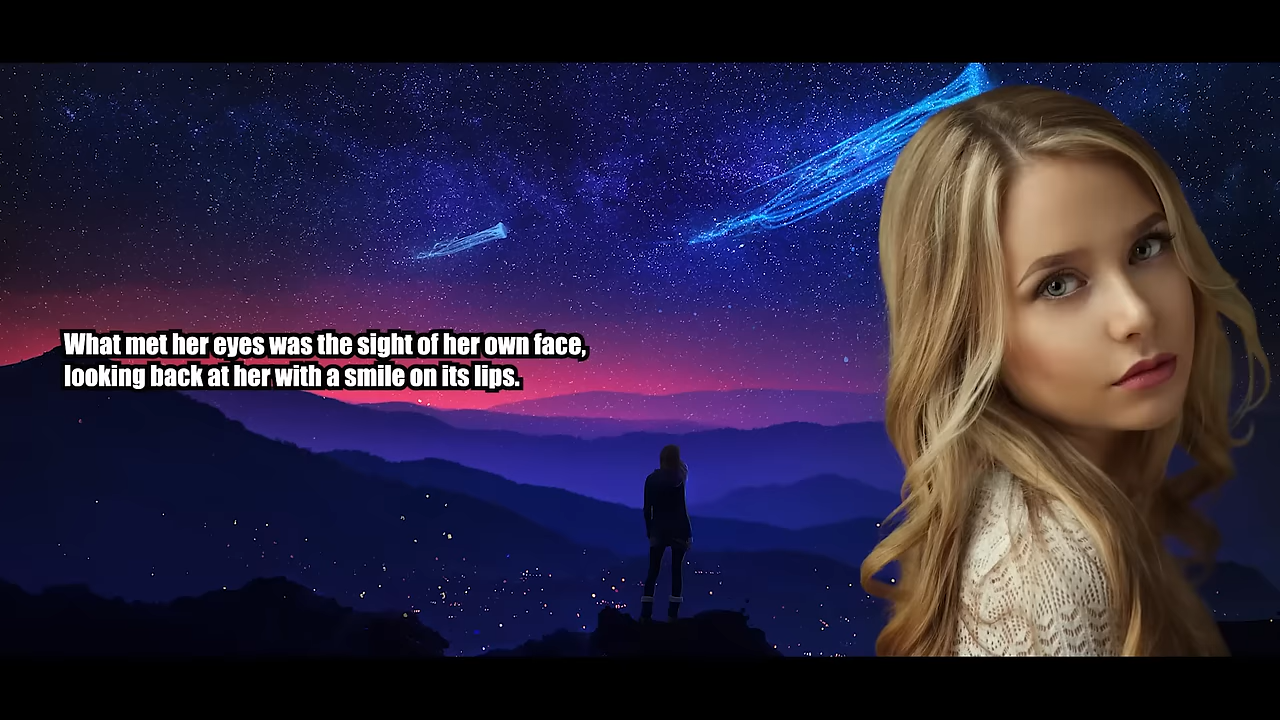 What met her eyes was the sight of her own face,
looking back at her with a smile on its lips.